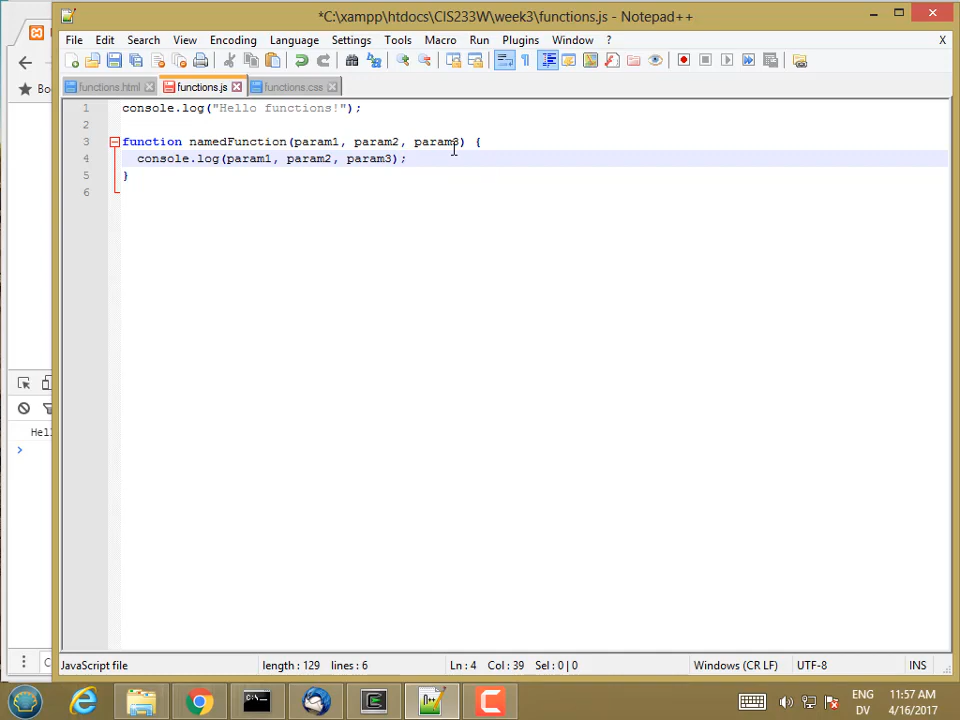 *C:\xampp\htdocs\CIS233W\week3\functions.js - Notepad++
File Edit Search View Encoding Language Settings Tools Macro Run Plugins Window ? X
functions.html functions.js functions.css
Bo
1 console.log("Hello functions!");
2
3 function namedFunction(param1, param2, param3) {
4 console.log(param1, param2, param3);
5 }
6
Hel
>
JavaScript file length : 129 lines : 6 Ln : 4 Col : 39 Sel : 0 | 0 Windows (CR LF) UTF-8 INS
ENG 11:57 AM
DV 4/16/2017